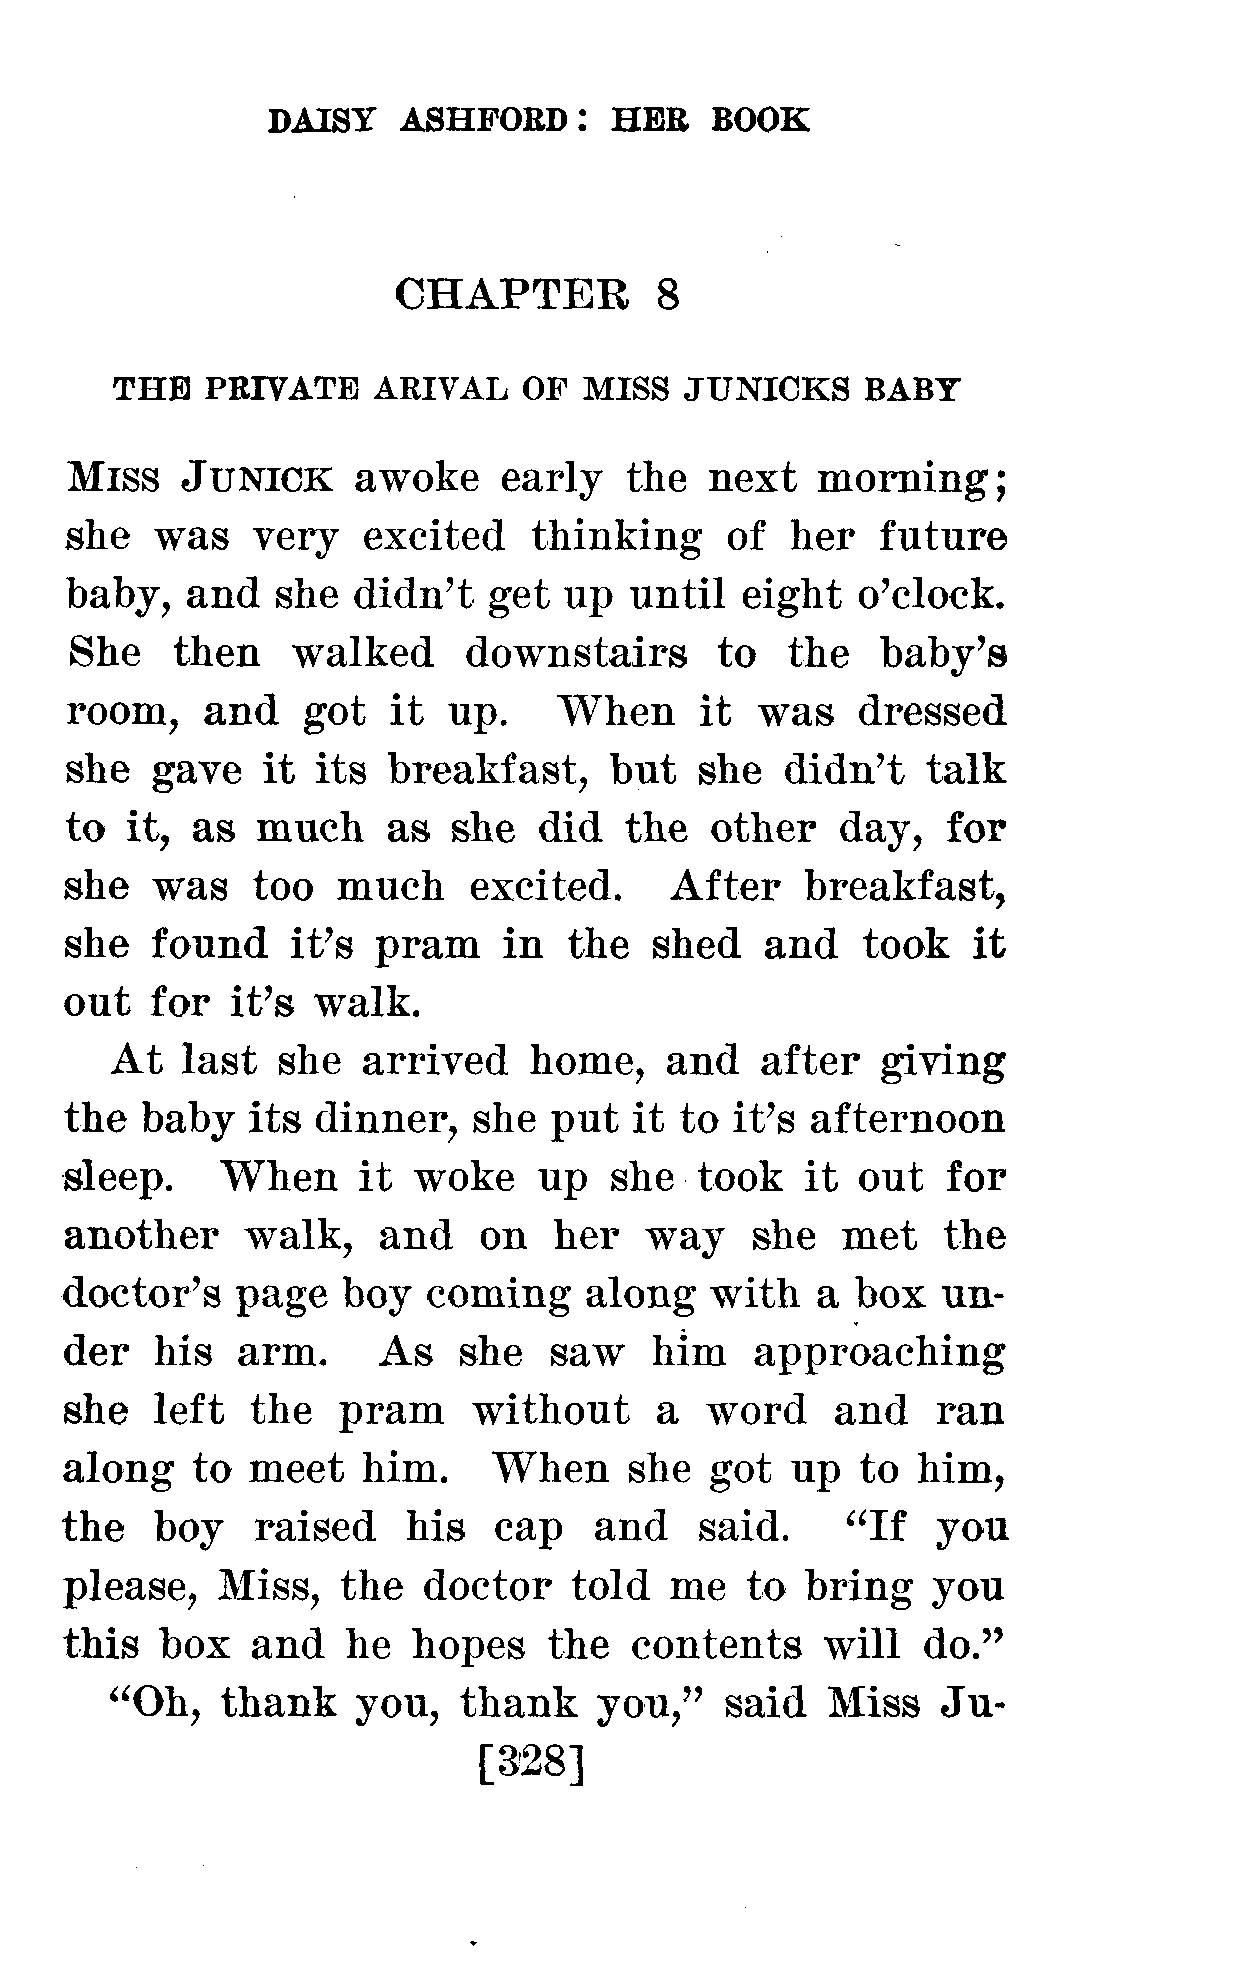 DAISY ASHFORD: HER BOOK
CHAPTER 8
THE PRIVATE ARIVAL OF MISS JUNICKS BABY
MISS JUNICK awoke early the next morning;
she was very excited thinking of her future
baby, and she didn't get up until eight o'clock.
She then walked downstairs to the baby's
room, and got it up. When it was dressed
she gave it its breakfast, but she didn't talk
to it, as much as she did the other day, for
she was too much excited. After breakfast,
she found it's pram in the shed and took it
out for it's walk.
At last she arrived home, and after giving
the baby its dinner, she put it to it's afternoon
sleep. When it woke up she took it out for
another walk, and on her way she met the
doctor's page boy coming along with a box un-
der his arm. As she saw him approaching
she left the pram without a word and ran
along to meet him. When she got up to him,
the boy raised his cap and said. "If you
please, Miss, the doctor told me to bring you
this box and he hopes the contents will do."
"Oh, thank you, thank you," said Miss Ju-
[328]